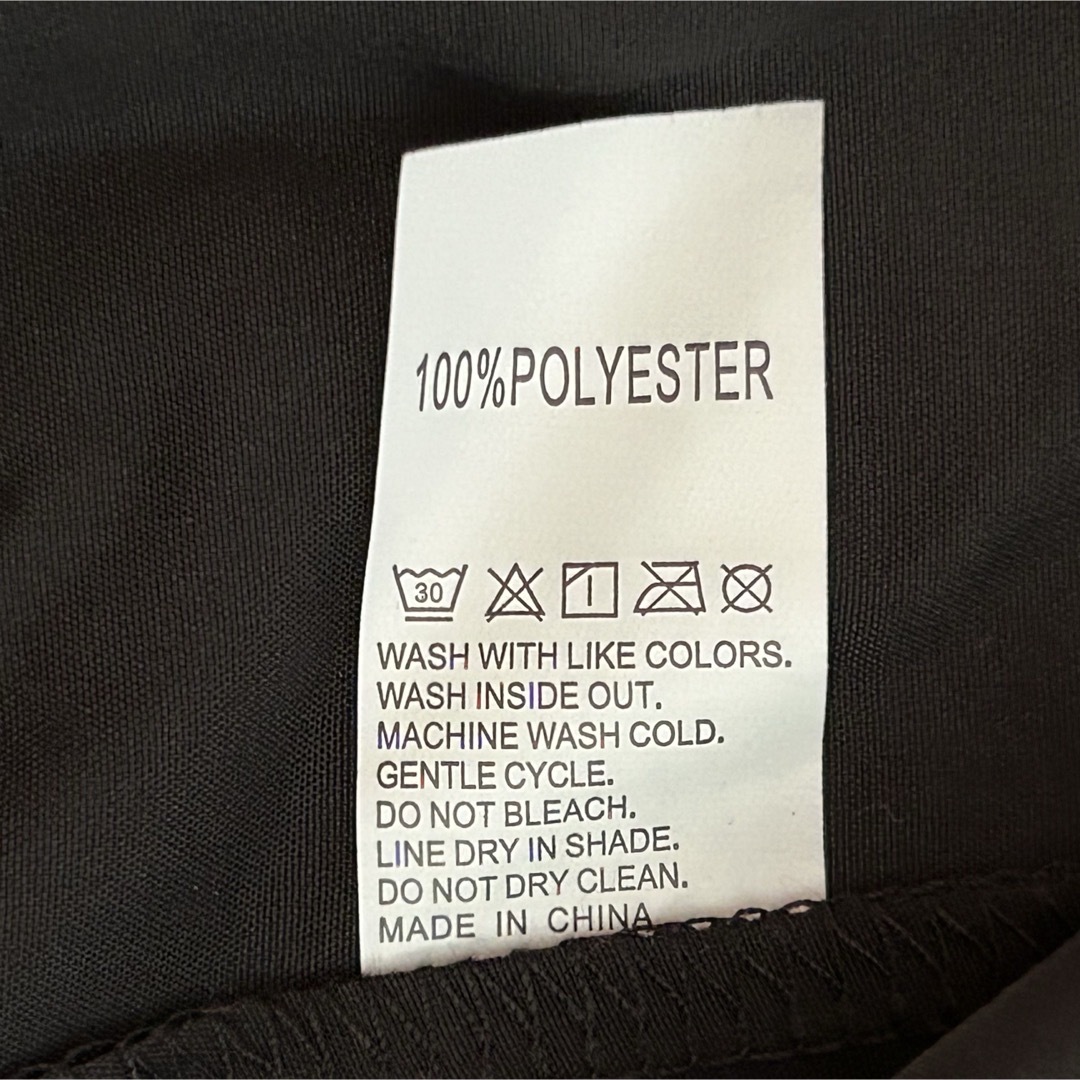 100%POLYESTER
30
WASH WITH LIKE COLORS.
WASH INSIDE OUT.
MACHINE WASH COLD.
GENTLE CYCLE.
DO NOT BLEACH.
LINE DRY IN SHADE.
DO NOT DRY CLEAN.
MADE IN CHINA